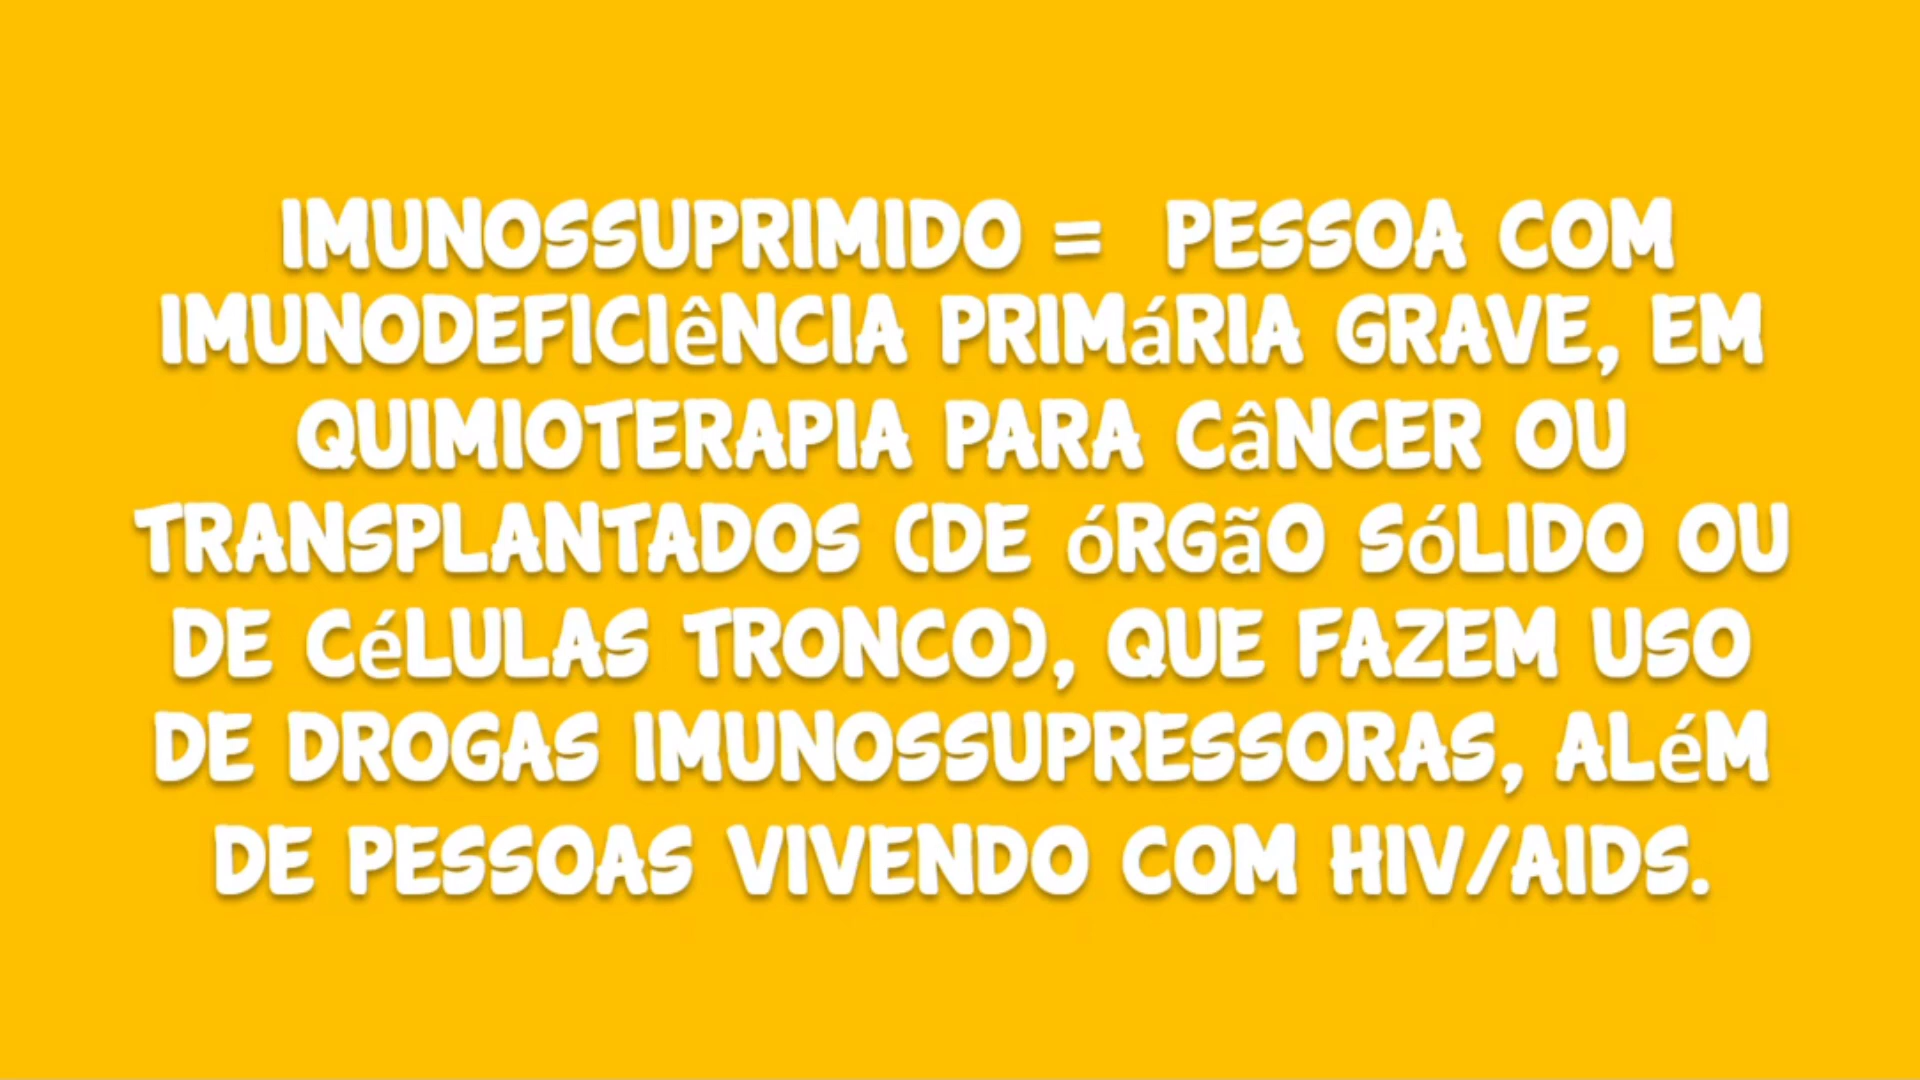 IMUNOSSUPRIMIDO = PESSOA COM
IMUNODEFICIêNCIA PRIMáRIA GRAVE, EM
QUIMIOTERAPIA PARA CâNCER OU
TRANSPLANTADOS (DE óRGãO SóLIDO OU
DE CéLULAS TRONCO), QUE FAZEM USO
DE DROGAS IMUNOSSUPRESSORAS, ALéM
DE PESSOAS VIVENDO COM HIV/AIDS.